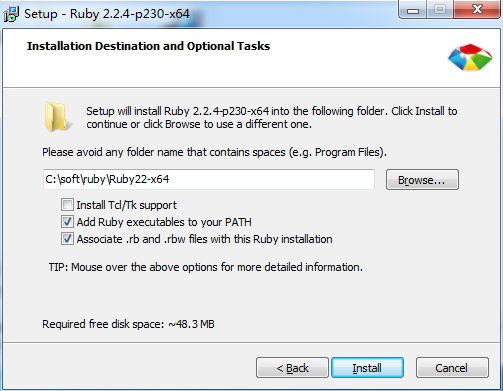 Setup - Ruby 2.2.4-p230-x64
Installation Destination and Optional Tasks
Setup will install Ruby 2.2.4-p230-x64 into the following folder. Click Install to
continue or click Browse to use a different one.
Please avoid any folder name that contains spaces (e.g. Program Files).
C:\soft\ruby\Ruby22-x64
Browse...
Install Td/Tk support
Add Ruby executables to your PATH
Associate .rb and .rbw files with this Ruby installation
TIP: Mouse over the above options for more detailed information.
Required free disk space: ~48.3 MB
< Back
Install
Cancel